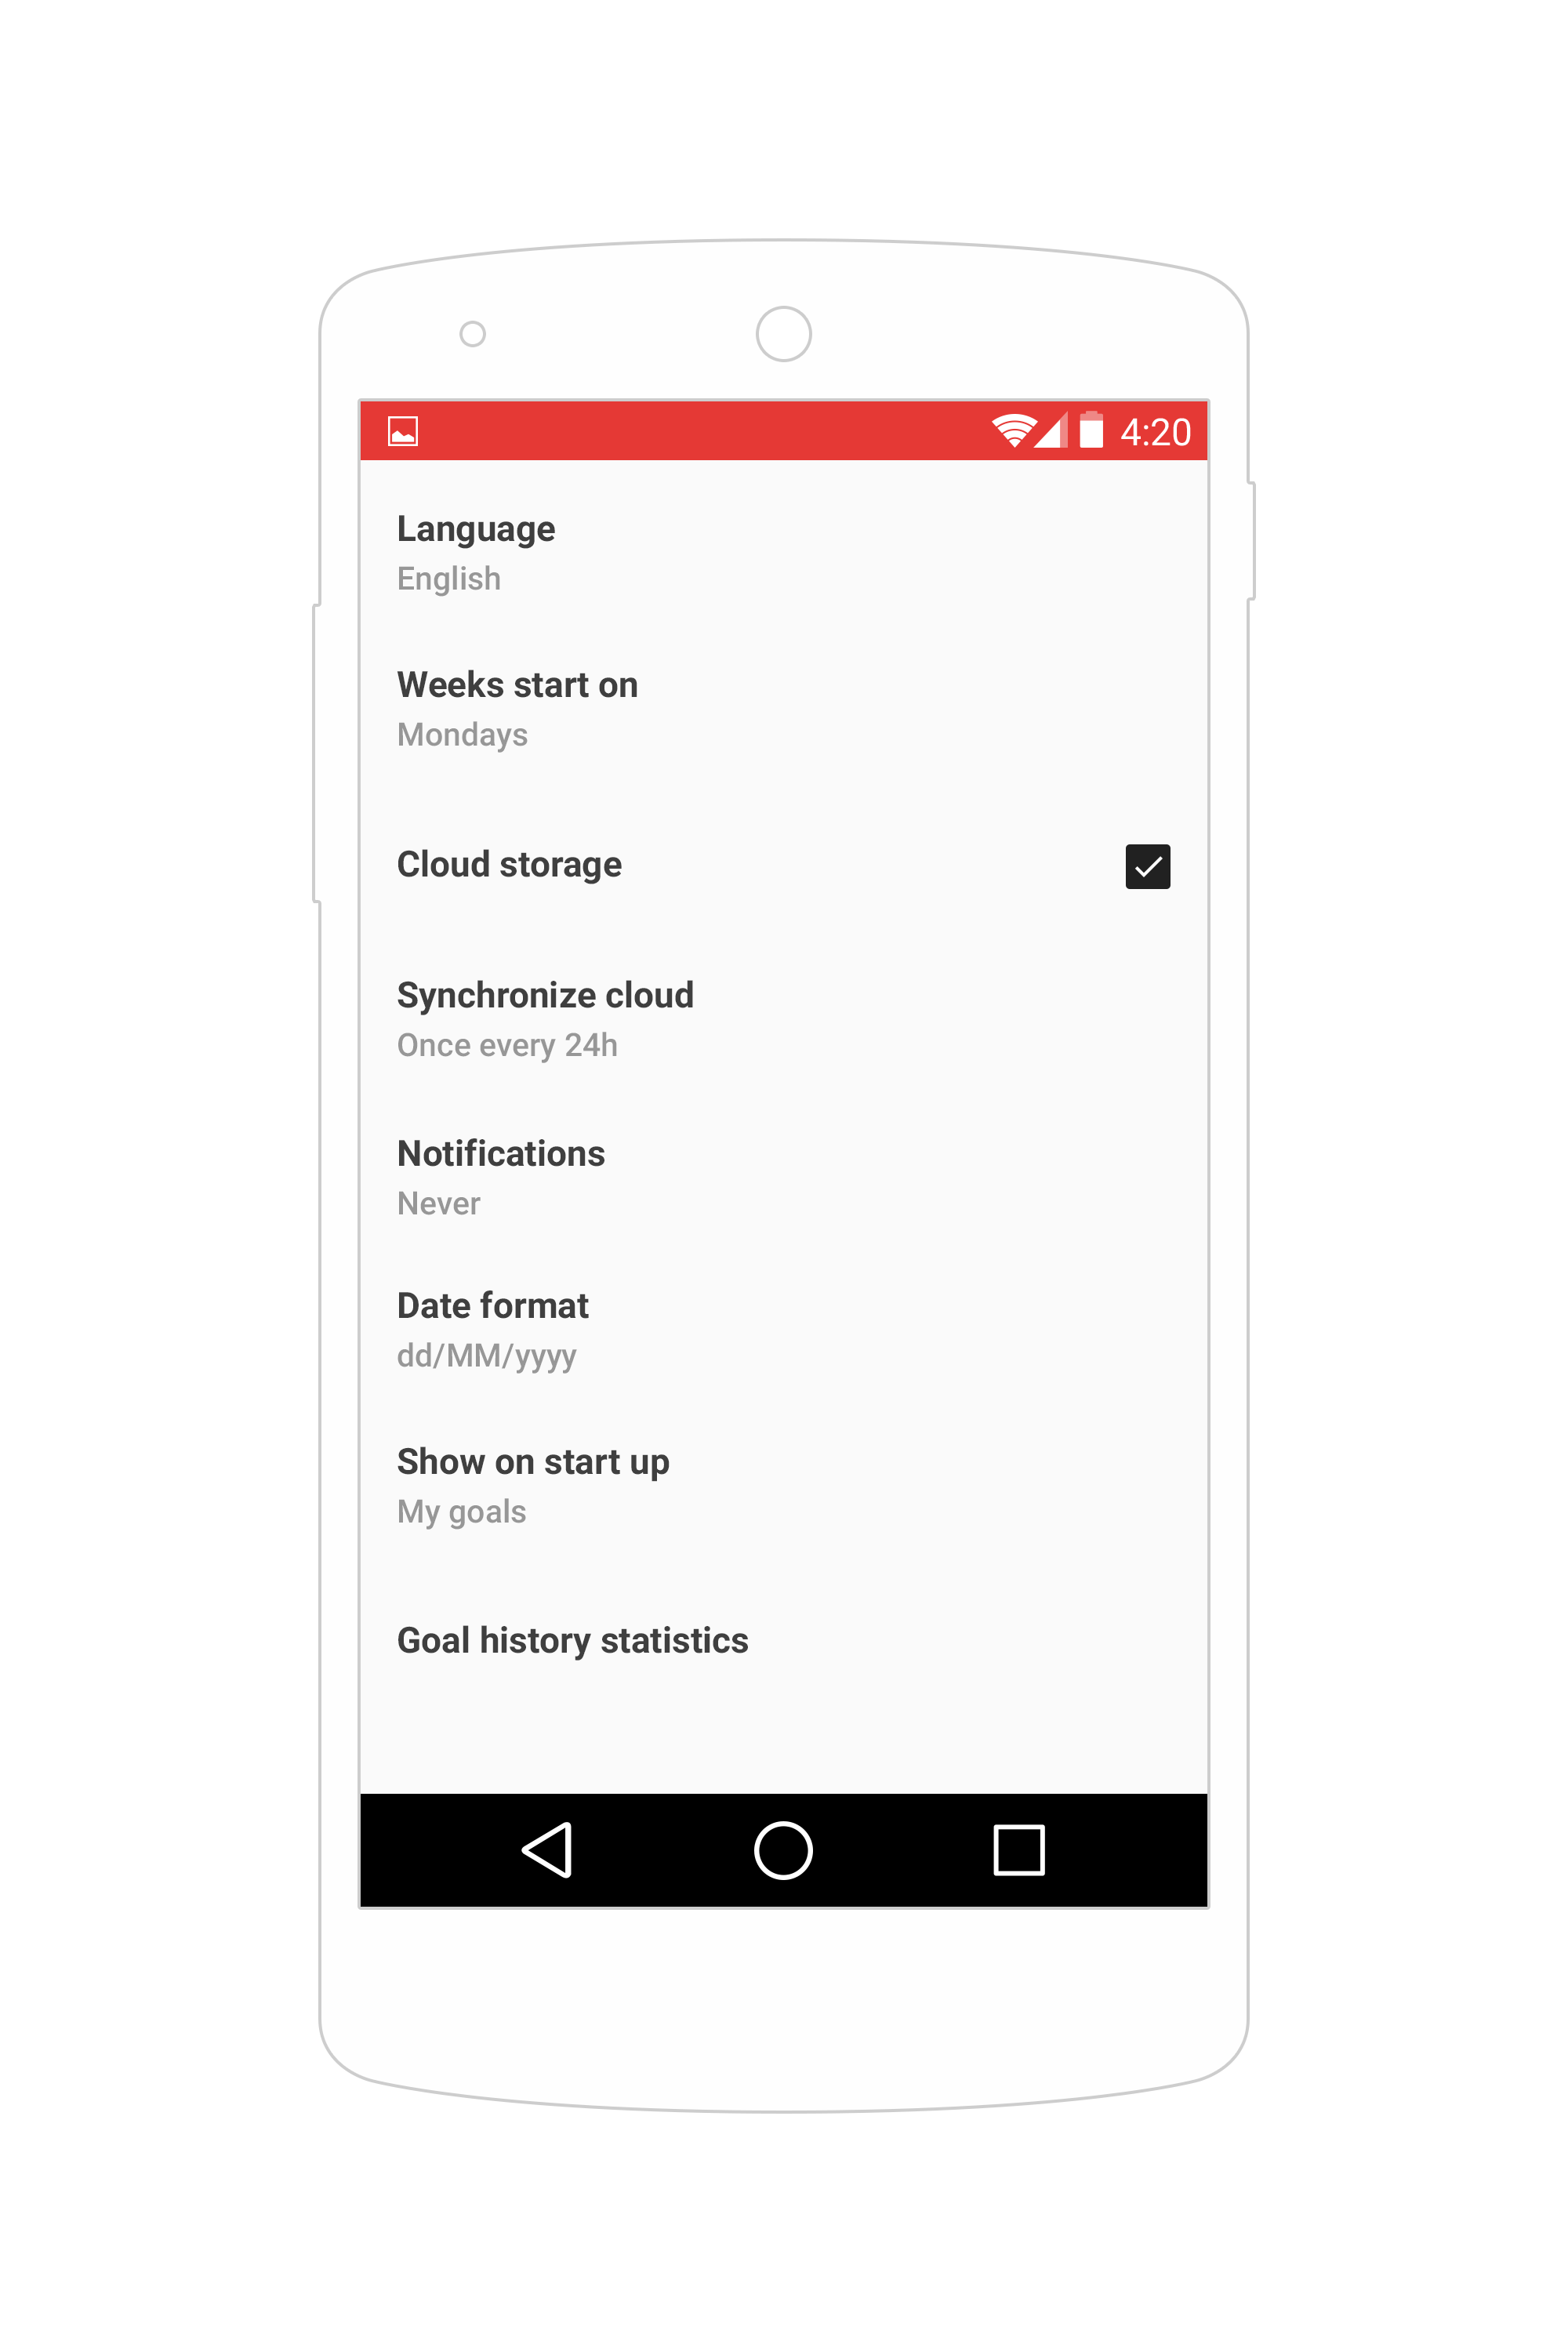 4:20
Language
English
Weeks start on
Mondays
Cloud storage
Synchronize cloud
Once every 24h
Notifications
Never
Date format
dd/MM/yyyy
Show on start up
My goals
Goal history statistics